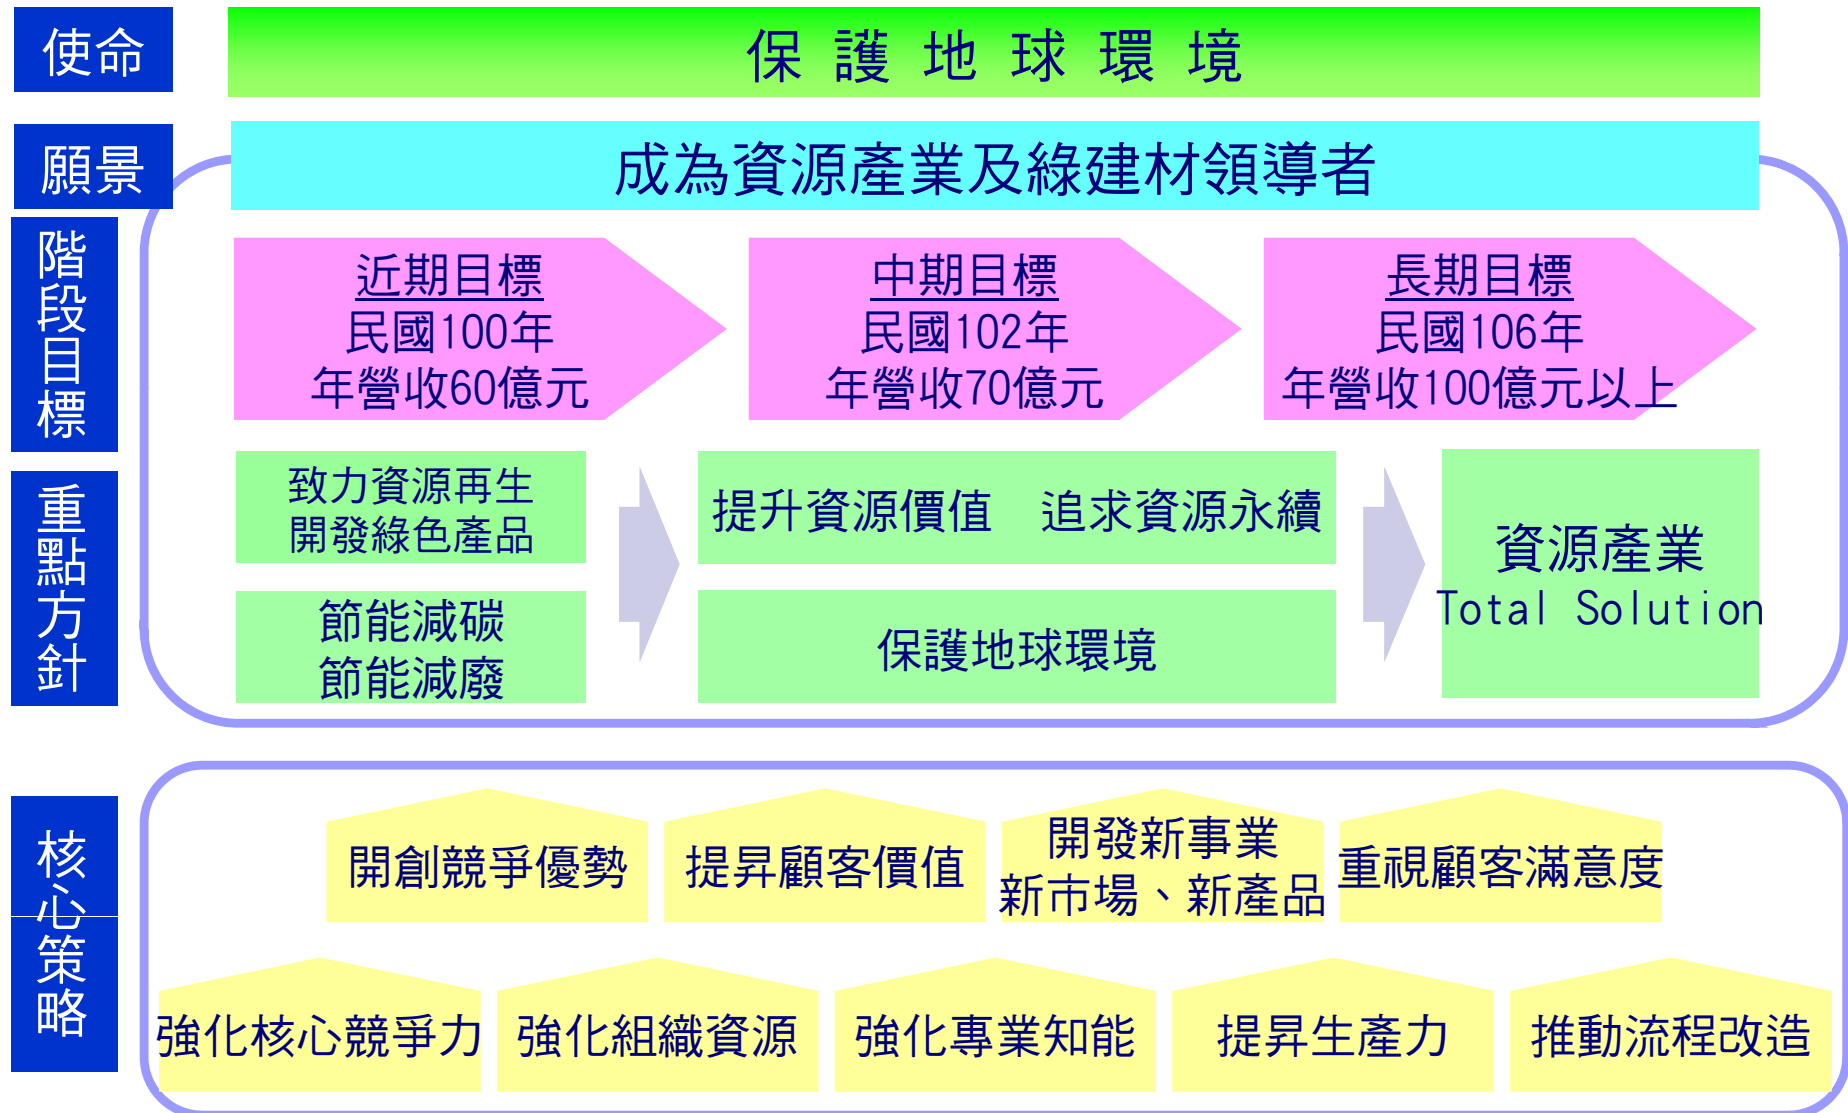 使命
保護地球環境
願景
成為資源產業及綠建材領導者
階段目標
近期目標
民國100年
年營收60億元
中期目標
民國102年
年營收70億元
長期目標
民國106年
年營收100億元以上
重點方針
致力資源再生
開發綠色產品
節能減碳
節能減廢
提升資源價值　追求資源永續
保護地球環境
資源產業
Total Solution
核心策略
開創競爭優勢
提昇顧客價值
開發新事業
新市場、新產品
重視顧客滿意度
強化核心競爭力
強化組織資源
強化專業知能
提昇生產力
推動流程改造